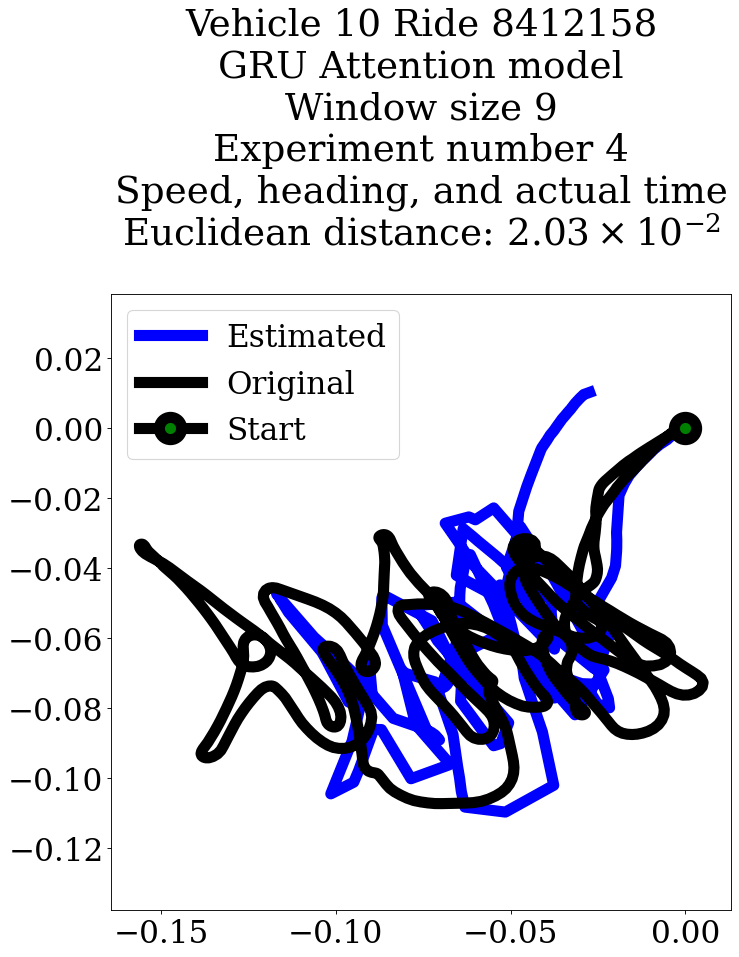 Vehicle 10 Ride 8412158
GRU Attention model
Window size 9
Experiment number 4
Speed, heading, and actual time
Euclidean distance: 2.03 × 10⁻²
Estimated
Original
Start
0.02
0.00
−0.02
−0.04
−0.06
−0.08
−0.10
−0.12
−0.15 −0.10 −0.05 0.00